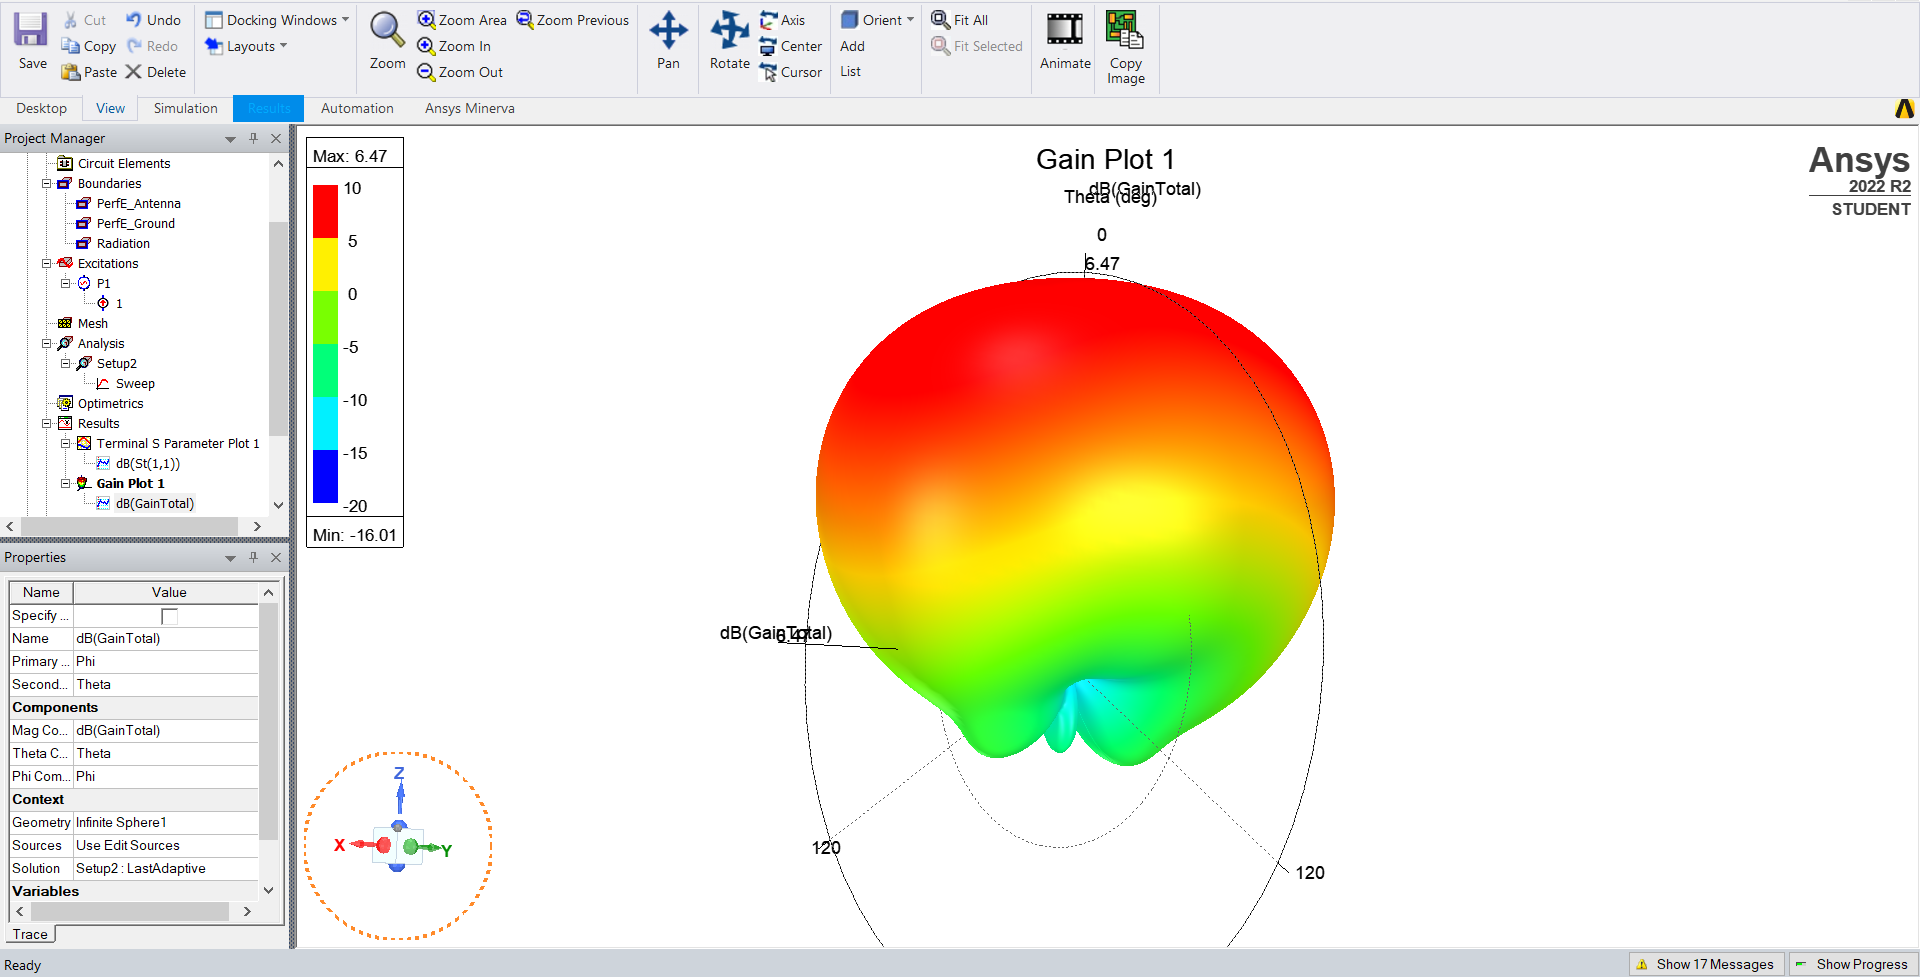 Cut
Undo
Docking Windows
Zoom Area
Zoom Previous
Axis
Orient
Fit All
Copy
Redo
Layouts
Zoom In
Center
Add
Fit Selected
Save
Zoom
Pan
Rotate
Animate
Copy
Image
Paste
Delete
Zoom Out
Cursor
List
Desktop
View
Simulation
Results
Automation
Ansys Minerva
Project Manager
Circuit Elements
Boundaries
PerfE_Antenna
PerfE_Ground
Radiation
Excitations
P1
1
Mesh
Analysis
Setup2
Sweep
Optimetrics
Results
Terminal S Parameter Plot 1
dB(St(1,1))
Gain Plot 1
dB(GainTotal)
Properties
Name Value
Specify ...
Name dB(GainTotal)
Primary ... Phi
Second... Theta
Components
Mag Co... dB(GainTotal)
Theta C... Theta
Phi Com... Phi
Context
Geometry Infinite Sphere1
Sources Use Edit Sources
Solution Setup2 : LastAdaptive
Variables
Trace
Ready
Max: 6.47
10
5
0
-5
-10
-15
-20
Min: -16.01
Gain Plot 1
dB(GainTotal)
Theta (deg)
0
6.47
dB(GainTotal)
6.47
120
120
Z
X
Y
Ansys
2022 R2
STUDENT
Show 17 Messages
Show Progress